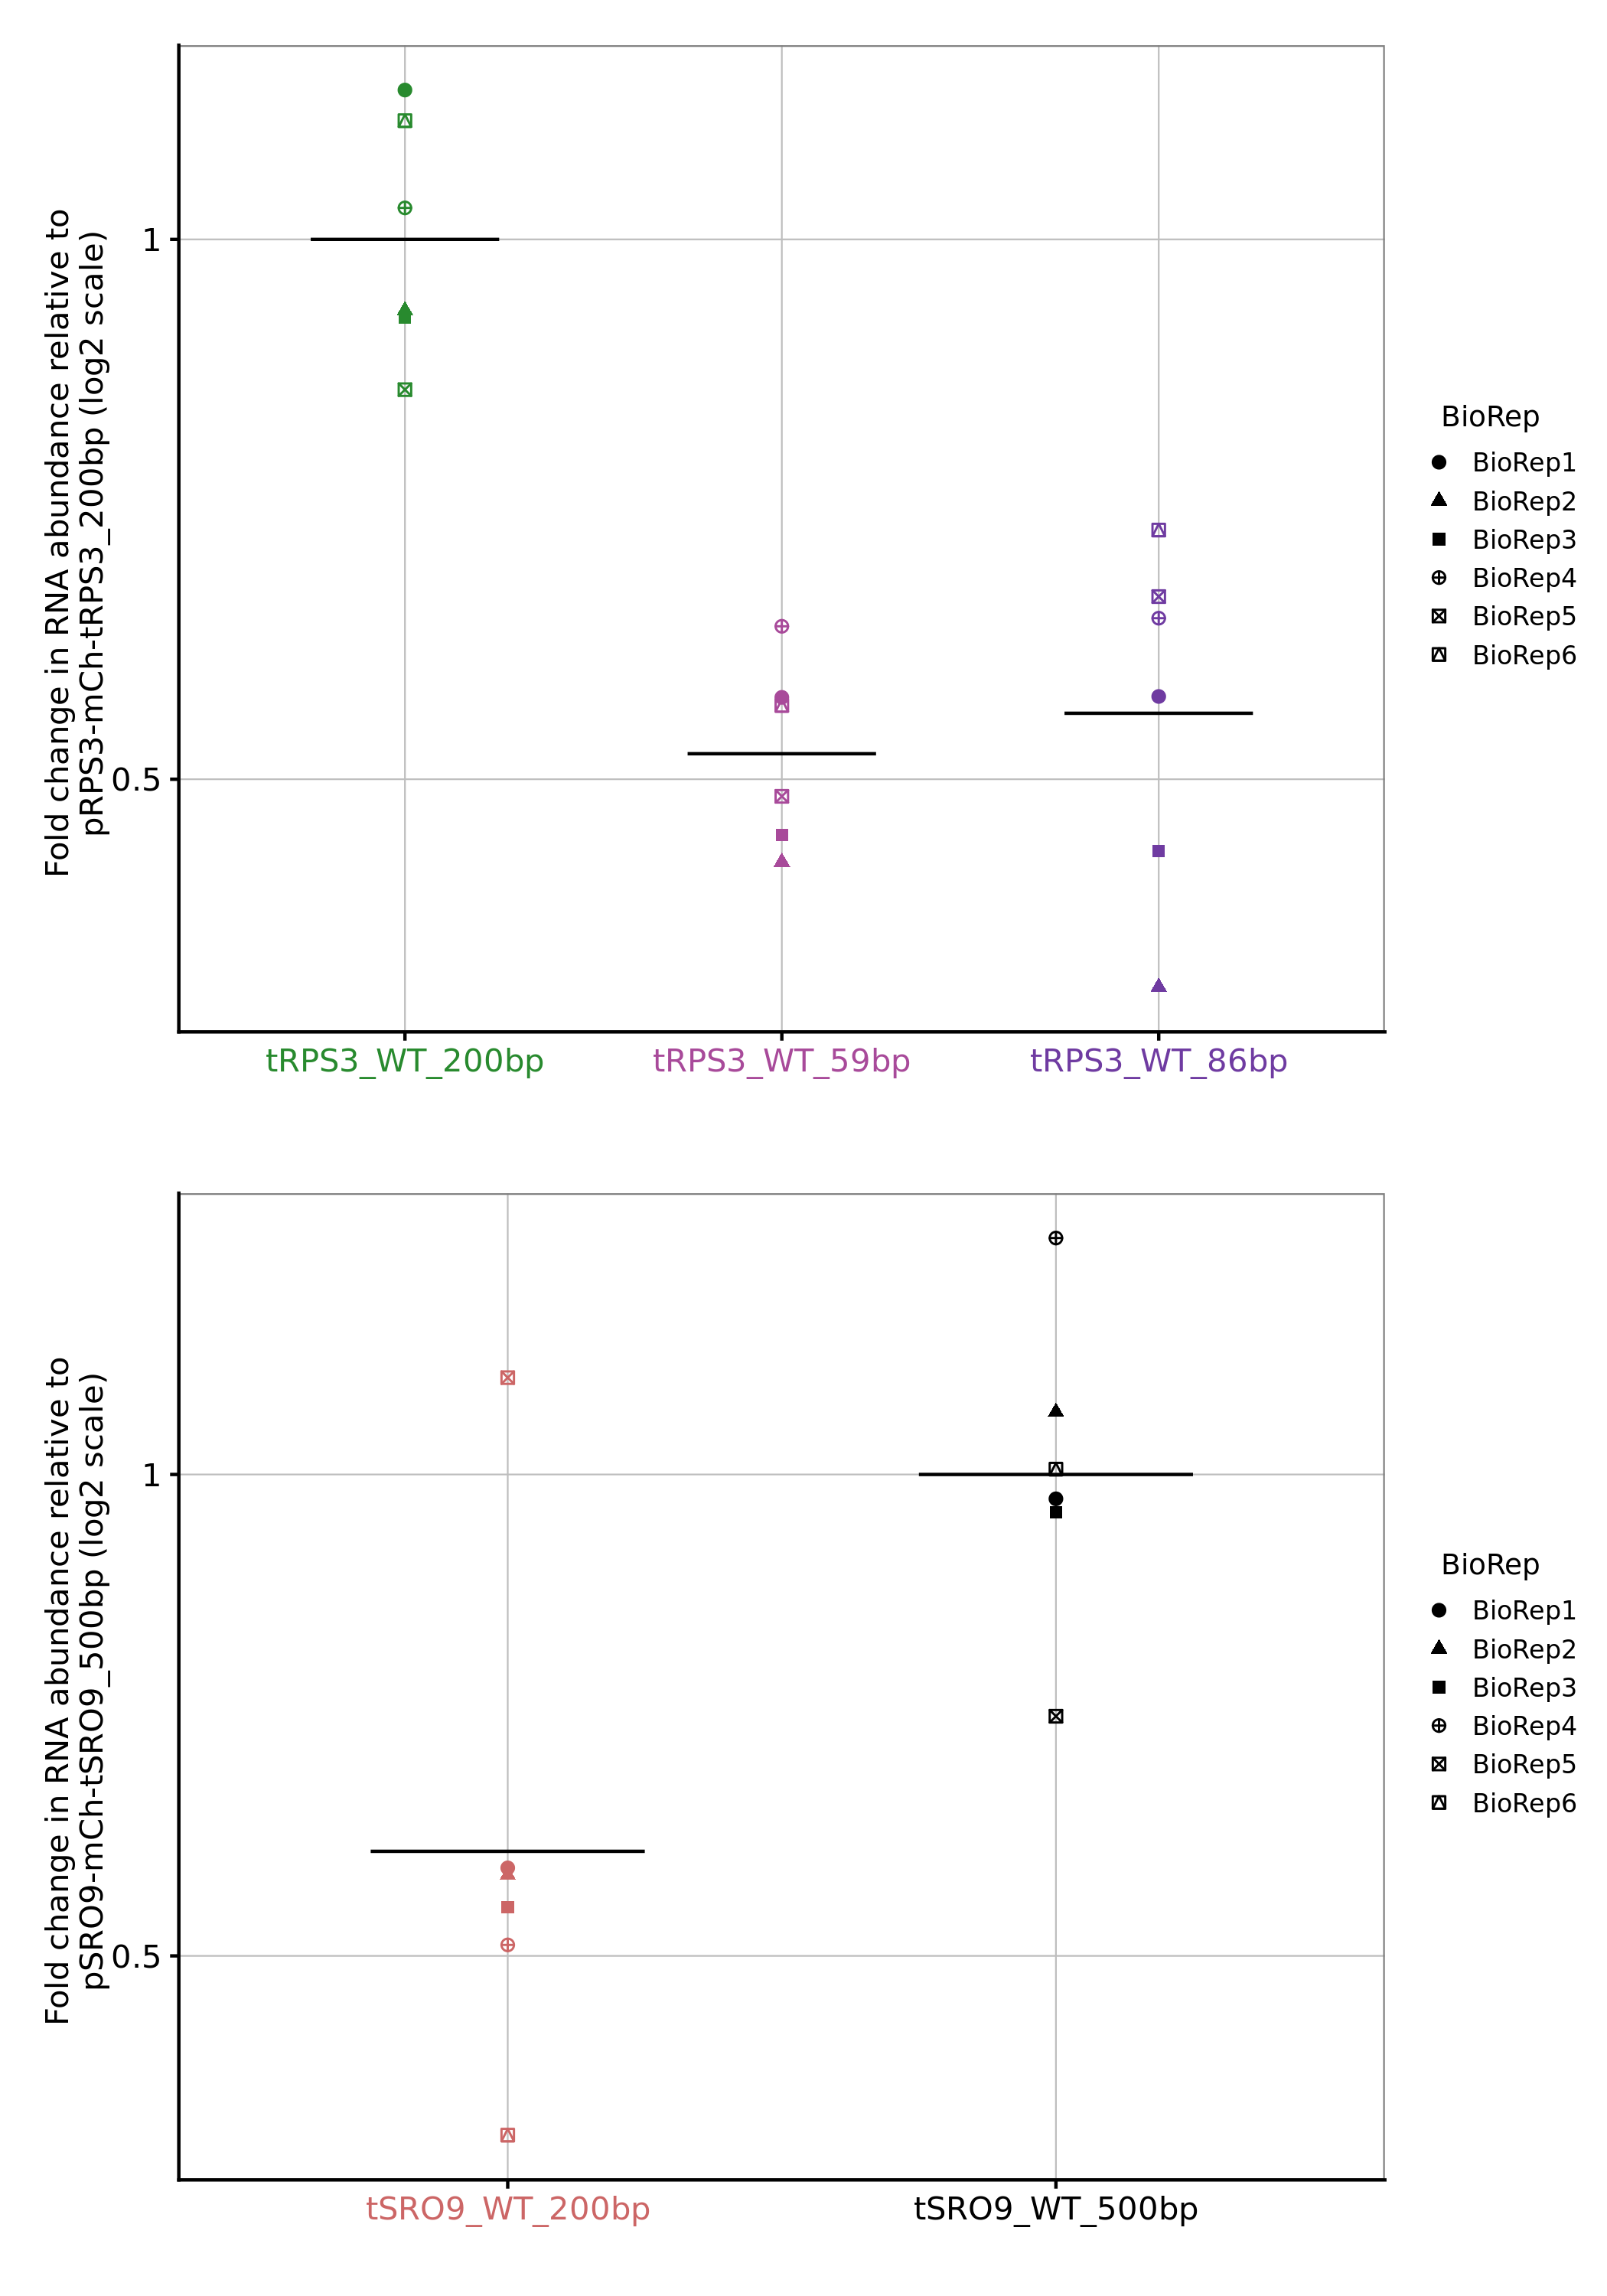 Fold change in RNA abundance relative to
pRPS3-mCh-tRPS3_200bp (log2 scale)
1
0.5
tRPS3_WT_200bp
tRPS3_WT_59bp
tRPS3_WT_86bp
BioRep
BioRep1
BioRep2
BioRep3
BioRep4
BioRep5
BioRep6
Fold change in RNA abundance relative to
pSRO9-mCh-tSRO9_500bp (log2 scale)
1
0.5
tSRO9_WT_200bp
tSRO9_WT_500bp
BioRep
BioRep1
BioRep2
BioRep3
BioRep4
BioRep5
BioRep6